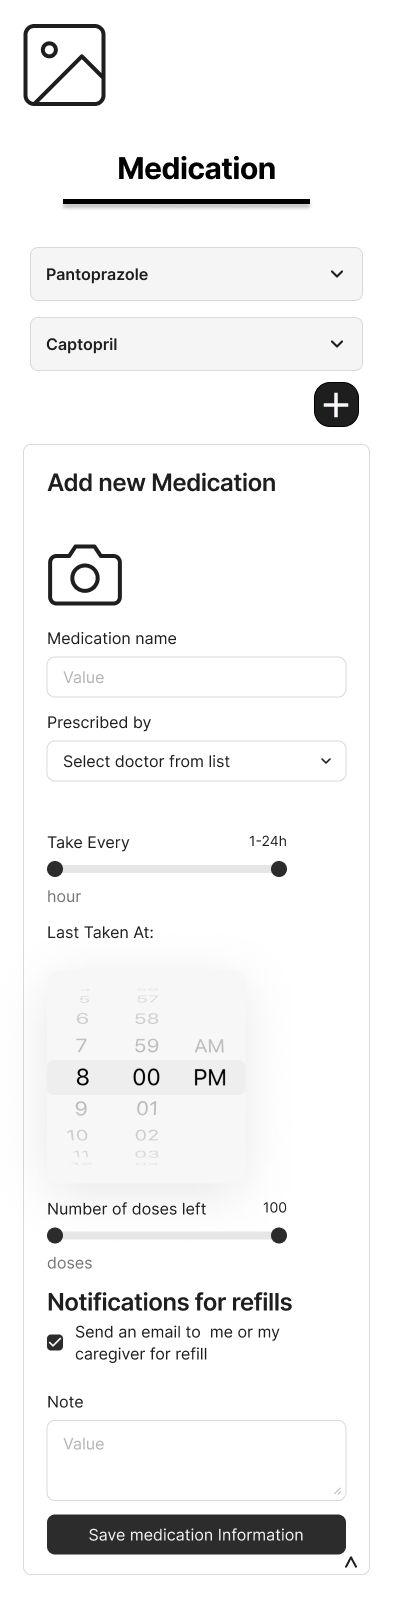 Medication
Pantoprazole
Captopril
Add new Medication
Medication name
Value
Prescribed by
Select doctor from list
Take Every 1-24h
hour
Last Taken At:
5 57
6 58
7 59 AM
8 00 PM
9 01
10 02
11 03
Number of doses left 100
doses
Notifications for refills
Send an email to  me or my
caregiver for refill
Note
Value
Save medication Information